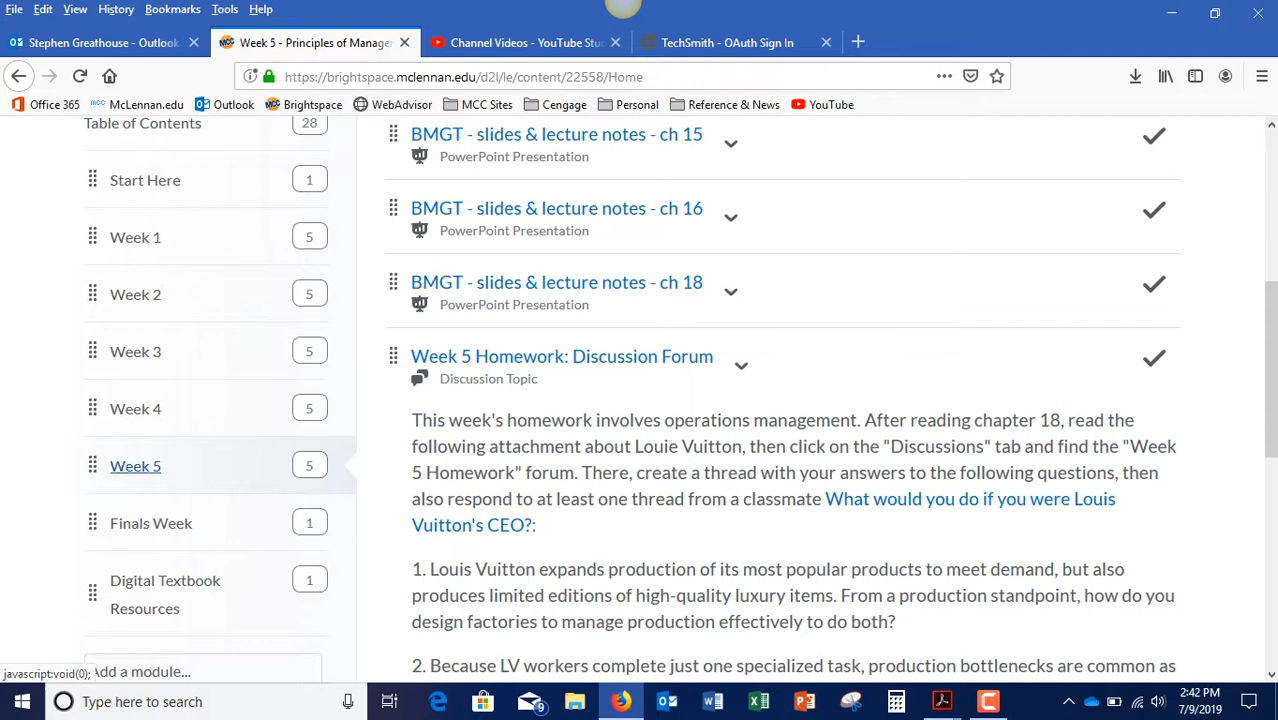 File Edit View History Bookmarks Tools Help
Stephen Greathouse - Outlook
Week 5 - Principles of Manager
Channel Videos - YouTube Stu
TechSmith - OAuth Sign In
https://brightspace.mclennan.edu/d2l/le/content/22558/Home
Office 365 mcc McLennan.edu Outlook MCC Brightspace WebAdvisor MCC Sites Cengage Personal Reference & News YouTube
Table of Contents 28
Start Here 1
Week 1 5
Week 2 5
Week 3 5
Week 4 5
Week 5 5
Finals Week 1
Digital Textbook 1
Resources
Add a module...
BMGT - slides & lecture notes - ch 15
PowerPoint Presentation
BMGT - slides & lecture notes - ch 16
PowerPoint Presentation
BMGT - slides & lecture notes - ch 18
PowerPoint Presentation
Week 5 Homework: Discussion Forum
Discussion Topic
This week's homework involves operations management. After reading chapter 18, read the
following attachment about Louie Vuitton, then click on the "Discussions" tab and find the "Week
5 Homework" forum. There, create a thread with your answers to the following questions, then
also respond to at least one thread from a classmate What would you do if you were Louis
Vuitton's CEO?:
1. Louis Vuitton expands production of its most popular products to meet demand, but also
produces limited editions of high-quality luxury items. From a production standpoint, how do you
design factories to manage production effectively to do both?
2. Because LV workers complete just one specialized task, production bottlenecks are common as
javascript:void(0);
Type here to search
9
2:42 PM
7/9/2019